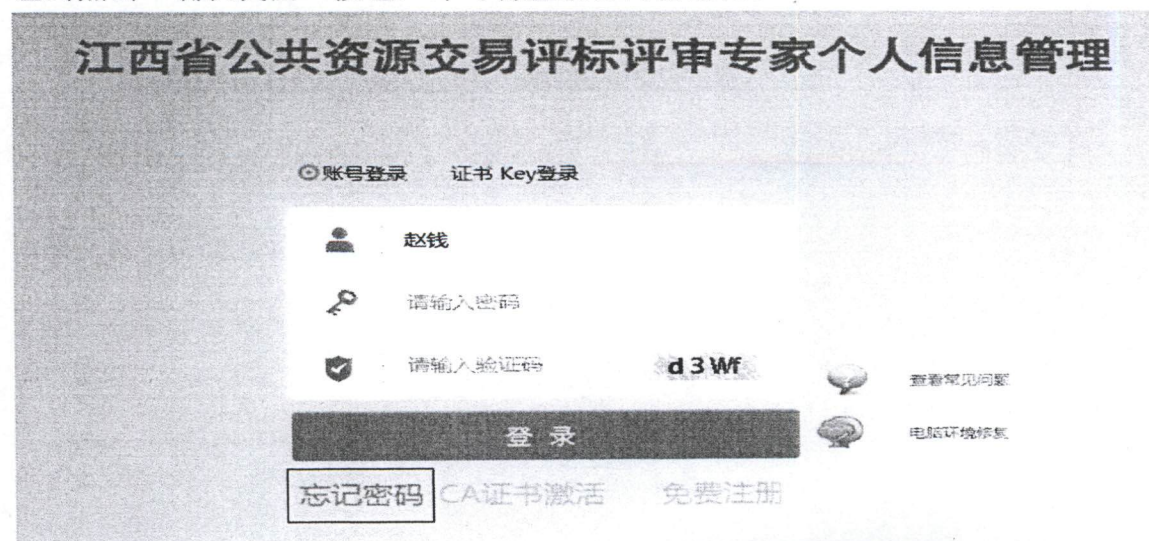 江西省公共资源交易评标评审专家个人信息管理
账号登录 证书 Key登录
赵钱
请输入密码
请输入验证码 d 3 Wf
查看常见问题
电脑环境修复
登 录
忘记密码 CA证书激活 免费注册